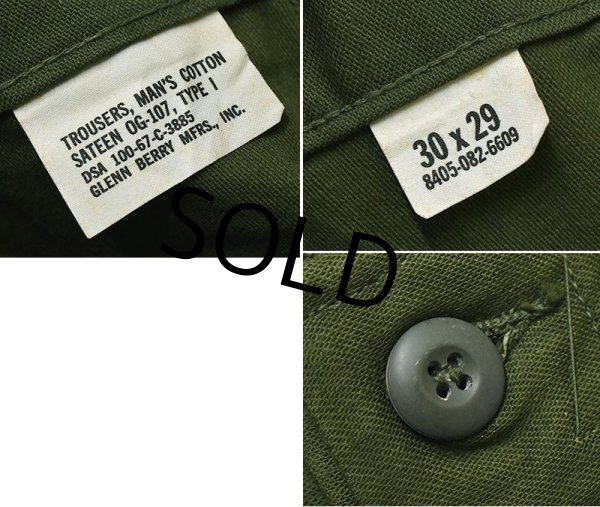 TROUSERS, MAN'S COTTON
SATEEN OG-107, TYPE I
DSA 100-67-C-3885
GLENN BERRY MFRS., INC.
30 x 29
8405-082-6609
SOLD